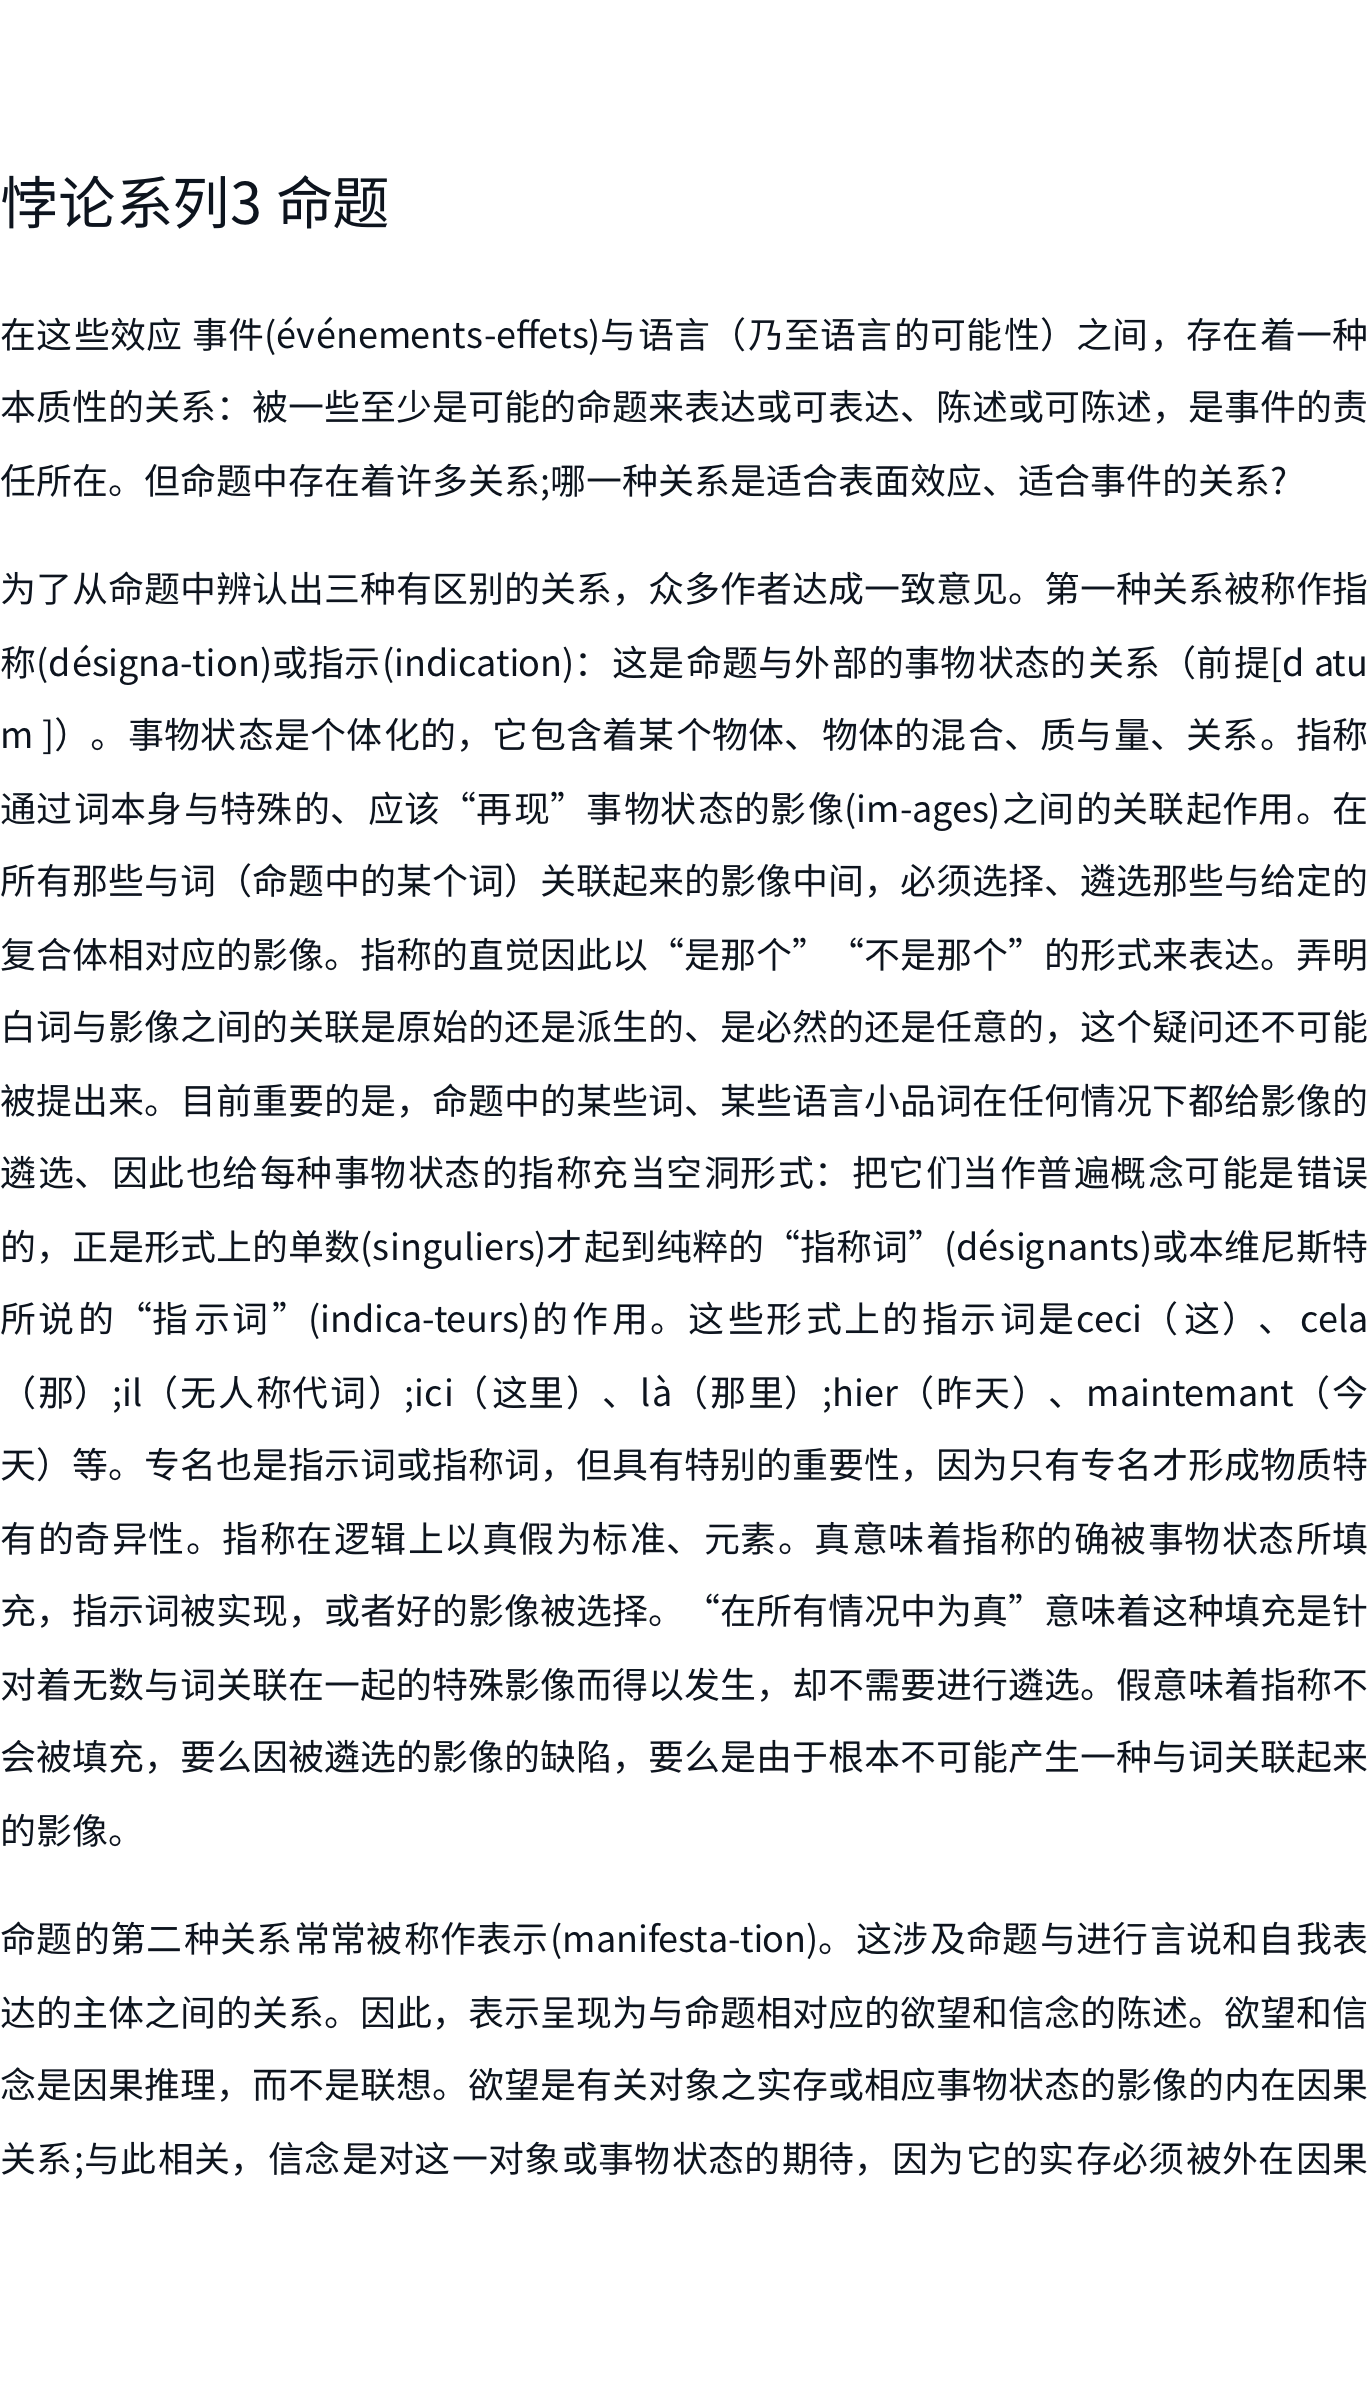 悖论系列3 命题
在这些效应 事件(événements-effets)与语言（乃至语言的可能性）之间，存在着一种
本质性的关系：被一些至少是可能的命题来表达或可表达、陈述或可陈述，是事件的责
任所在。但命题中存在着许多关系;哪一种关系是适合表面效应、适合事件的关系?
为了从命题中辨认出三种有区别的关系，众多作者达成一致意见。第一种关系被称作指
称(désigna-tion)或指示(indication)：这是命题与外部的事物状态的关系（前提[d atu
m ]）。事物状态是个体化的，它包含着某个物体、物体的混合、质与量、关系。指称
通过词本身与特殊的、应该“再现”事物状态的影像(im-ages)之间的关联起作用。在
所有那些与词（命题中的某个词）关联起来的影像中间，必须选择、遴选那些与给定的
复合体相对应的影像。指称的直觉因此以“是那个”“不是那个”的形式来表达。弄明
白词与影像之间的关联是原始的还是派生的、是必然的还是任意的，这个疑问还不可能
被提出来。目前重要的是，命题中的某些词、某些语言小品词在任何情况下都给影像的
遴选、因此也给每种事物状态的指称充当空洞形式：把它们当作普遍概念可能是错误
的，正是形式上的单数(singuliers)才起到纯粹的“指称词”(désignants)或本维尼斯特
所说的“指示词”(indica-teurs)的作用。这些形式上的指示词是ceci（这）、cela
（那）;il（无人称代词）;ici（这里）、là（那里）;hier（昨天）、maintemant（今
天）等。专名也是指示词或指称词，但具有特别的重要性，因为只有专名才形成物质特
有的奇异性。指称在逻辑上以真假为标准、元素。真意味着指称的确被事物状态所填
充，指示词被实现，或者好的影像被选择。“在所有情况中为真”意味着这种填充是针
对着无数与词关联在一起的特殊影像而得以发生，却不需要进行遴选。假意味着指称不
会被填充，要么因被遴选的影像的缺陷，要么是由于根本不可能产生一种与词关联起来
的影像。
命题的第二种关系常常被称作表示(manifesta-tion)。这涉及命题与进行言说和自我表
达的主体之间的关系。因此，表示呈现为与命题相对应的欲望和信念的陈述。欲望和信
念是因果推理，而不是联想。欲望是有关对象之实存或相应事物状态的影像的内在因果
关系;与此相关，信念是对这一对象或事物状态的期待，因为它的实存必须被外在因果